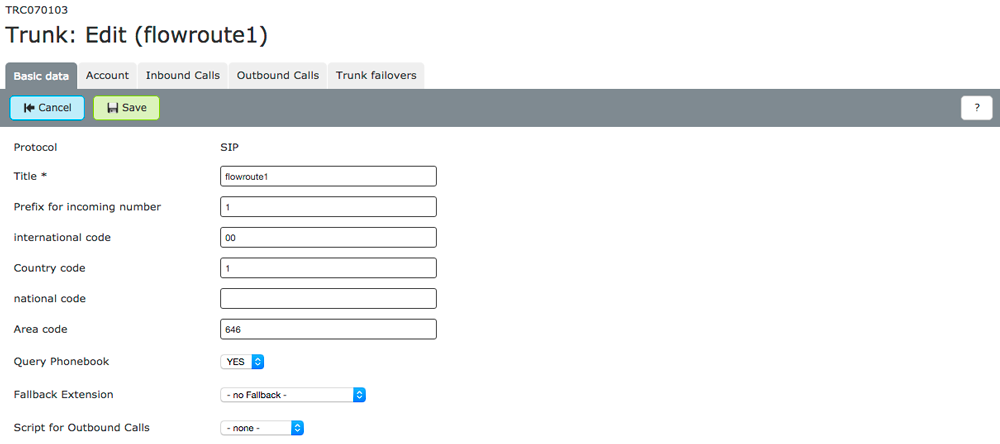 TRC070103
Trunk: Edit (flowroute1)
Basic data Account Inbound Calls Outbound Calls Trunk failovers
Cancel Save ?
Protocol SIP
Title * flowroute1
Prefix for incoming number 1
international code 00
Country code 1
national code
Area code 646
Query Phonebook YES
Fallback Extension - no Fallback -
Script for Outbound Calls - none -